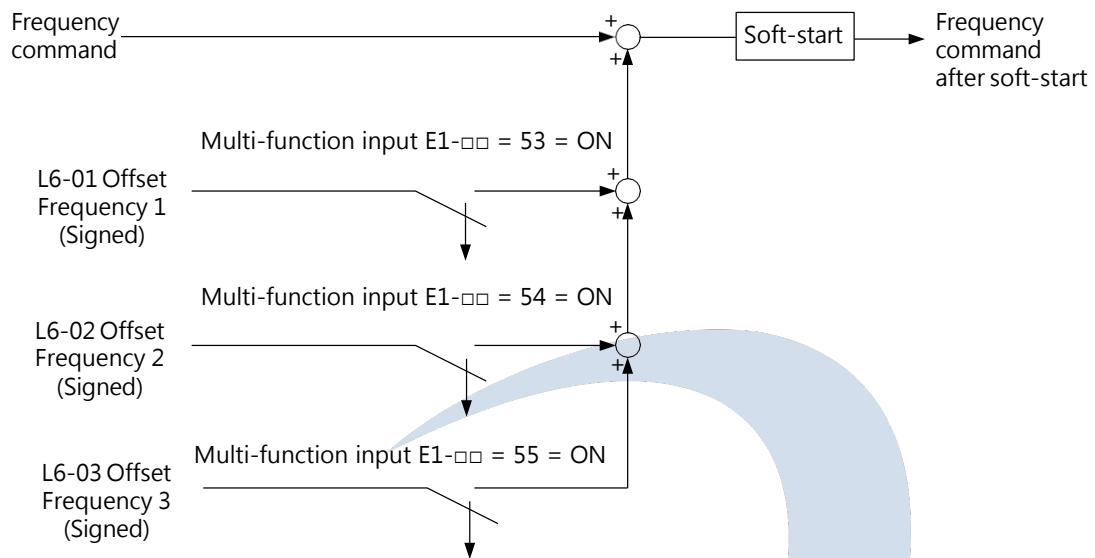 Frequency
command
+
+
Soft-start
Frequency
command
after soft-start
Multi-function input E1-□□ = 53 = ON
L6-01 Offset
Frequency 1
(Signed)
+
+
Multi-function input E1-□□ = 54 = ON
L6-02 Offset
Frequency 2
(Signed)
+
+
Multi-function input E1-□□ = 55 = ON
L6-03 Offset
Frequency 3
(Signed)